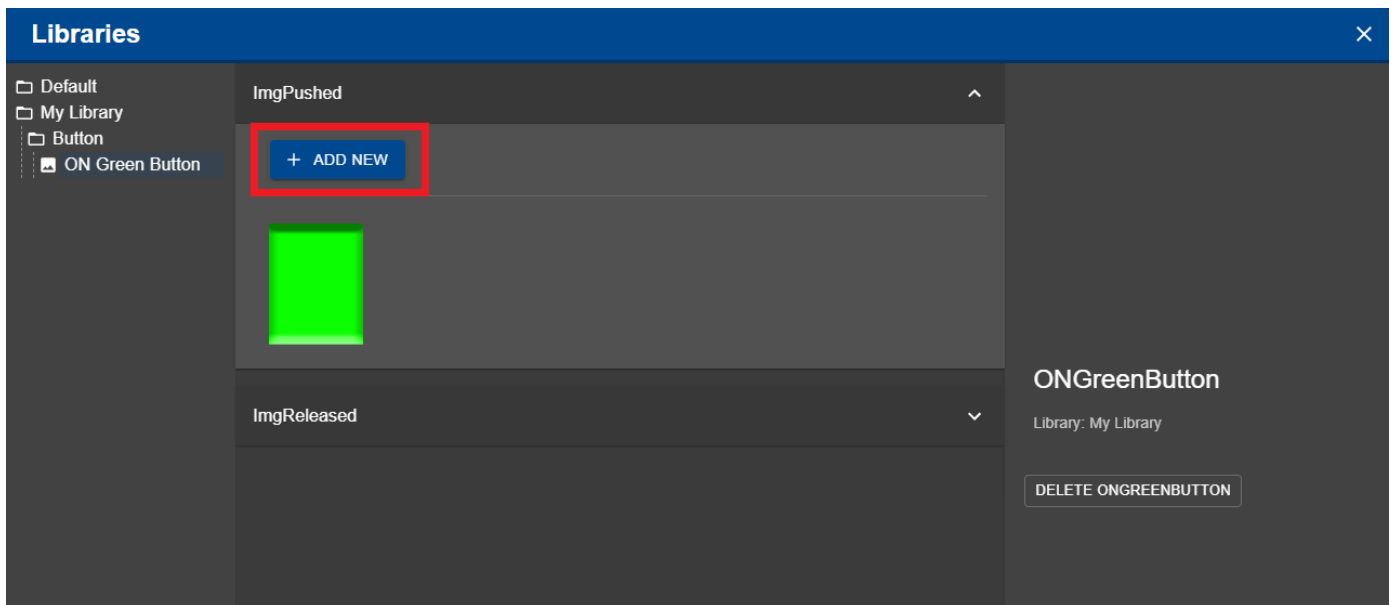 Libraries
Default
My Library
Button
ON Green Button
ImgPushed
+ ADD NEW
ImgReleased
ONGreenButton
Library: My Library
DELETE ONGREENBUTTON